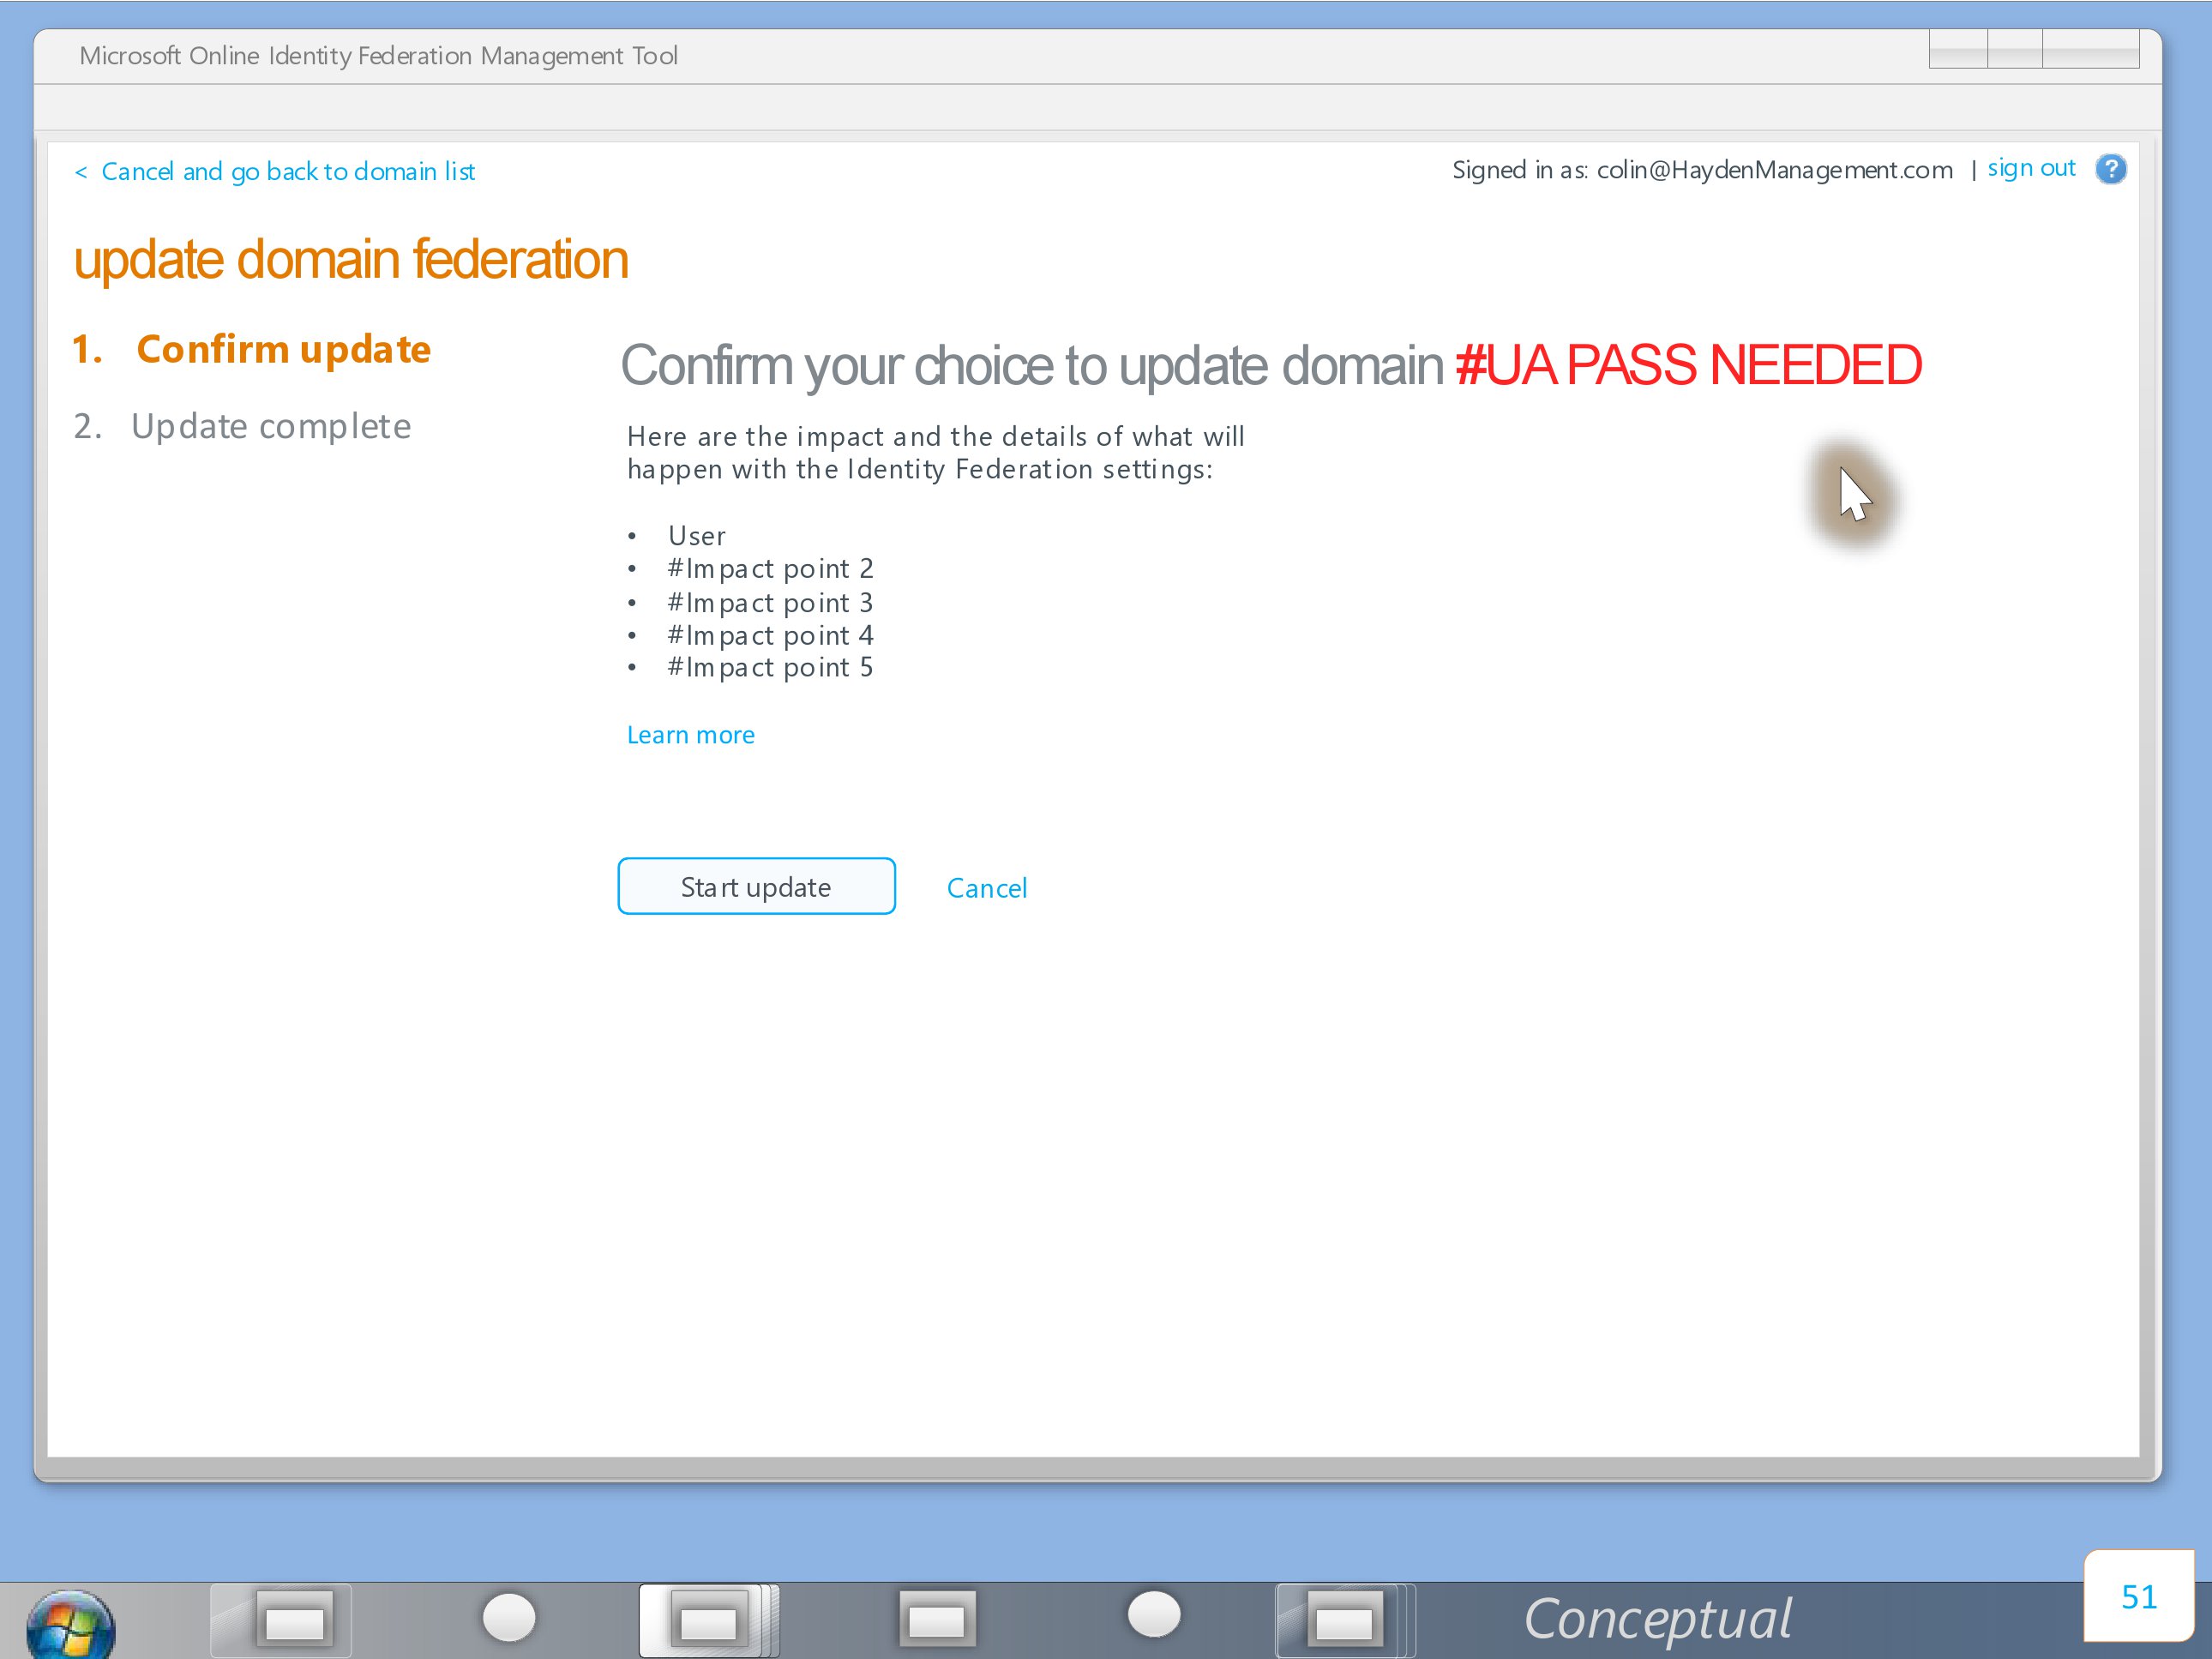 Microsoft Online Identity Federation Management Tool
< Cancel and go back to domain list
Signed in as: colin@HaydenManagement.com | sign out ?
update domain federation
1. Confirm update
2. Update complete
Confirm your choice to update domain #UA PASS NEEDED
Here are the impact and the details of what will
happen with the Identity Federation settings:
• User
• #Impact point 2
• #Impact point 3
• #Impact point 4
• #Impact point 5
Learn more
Start update
Cancel
Conceptual
51